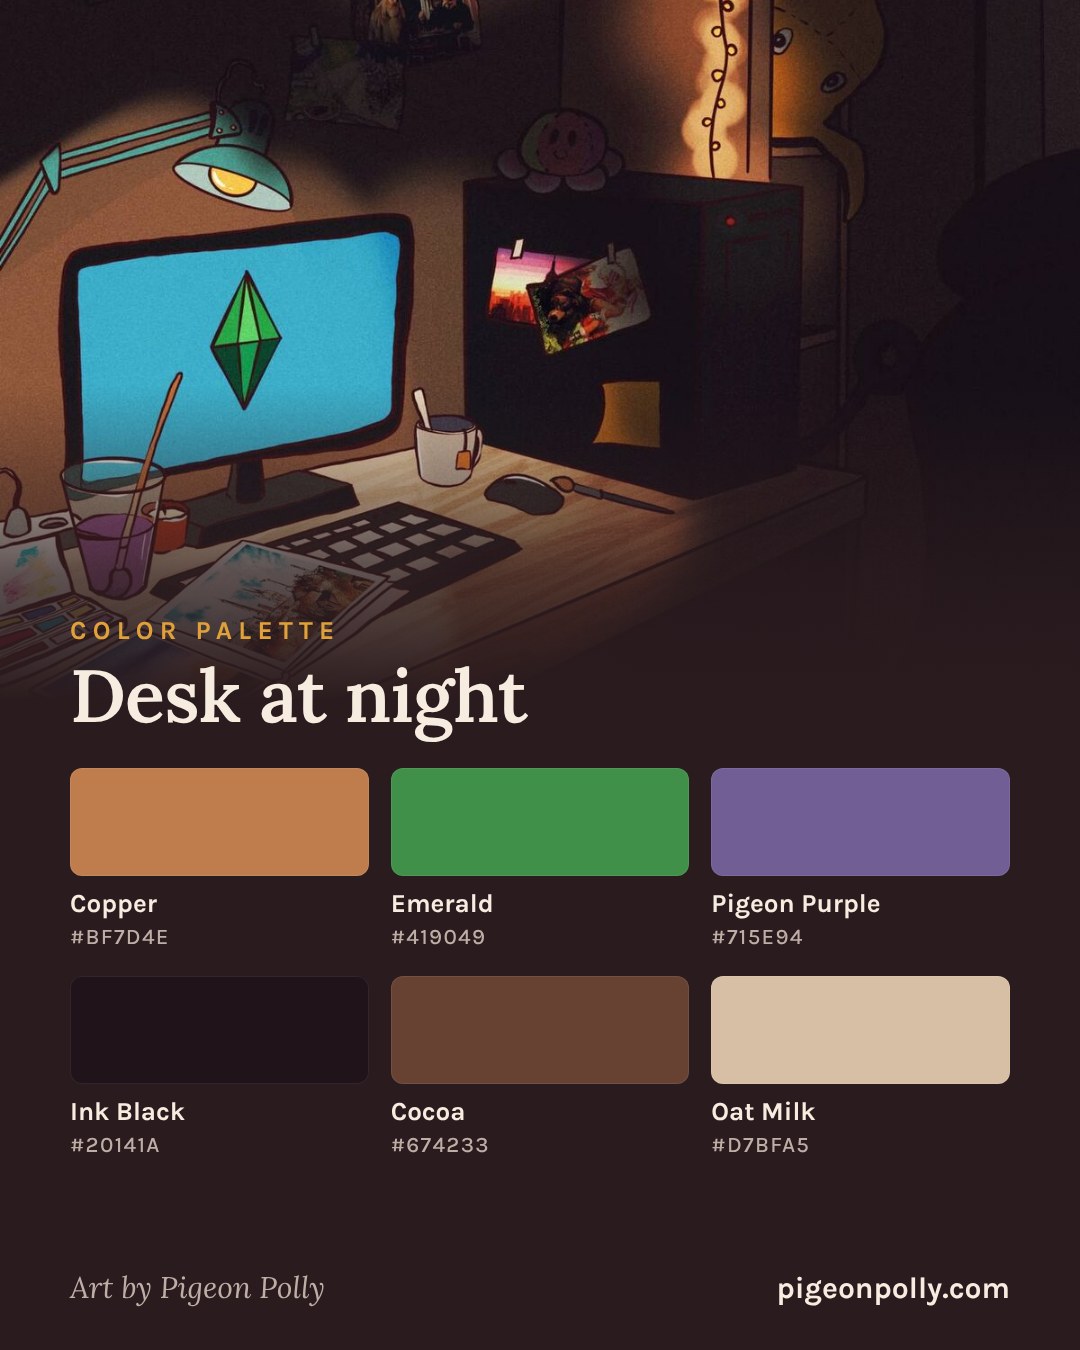 COLOR PALETTE
Desk at night
Copper
#BF7D4E
Emerald
#419049
Pigeon Purple
#715E94
Ink Black
#20141A
Cocoa
#674233
Oat Milk
#D7BFA5
Art by Pigeon Polly
pigeonpolly.com